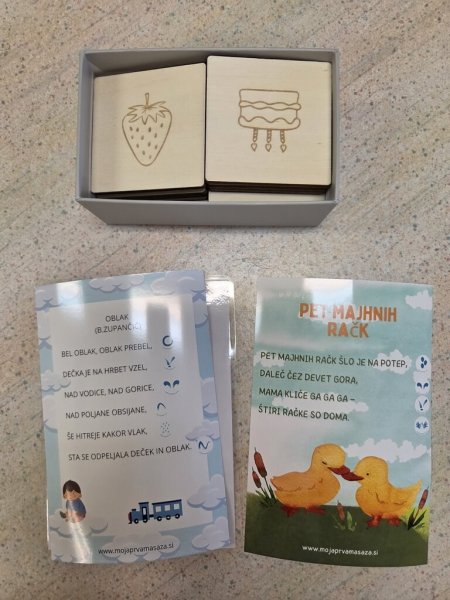 OBLAK
(B.ZUPANČIČ)
BEL OBLAK, OBLAK PREBEL,
DEČKA JE NA HRBET VZEL,
NAD VODICE, NAD GORICE,
NAD POLJANE OBSIJANE,
ŠE HITREJE KAKOR VLAK,
STA SE ODPELJALA DEČEK IN OBLAK.
www.mojaprvamasaza.si
PET MAJHNIH
RAČK
PET MAJHNIH RAČK ŠLO JE NA POTEP,
DALEČ ČEZ DEVET GORA,
MAMA KLIČE GA GA GA –
ŠTIRI RAČKE SO DOMA.
www.mojaprvamasaza.si